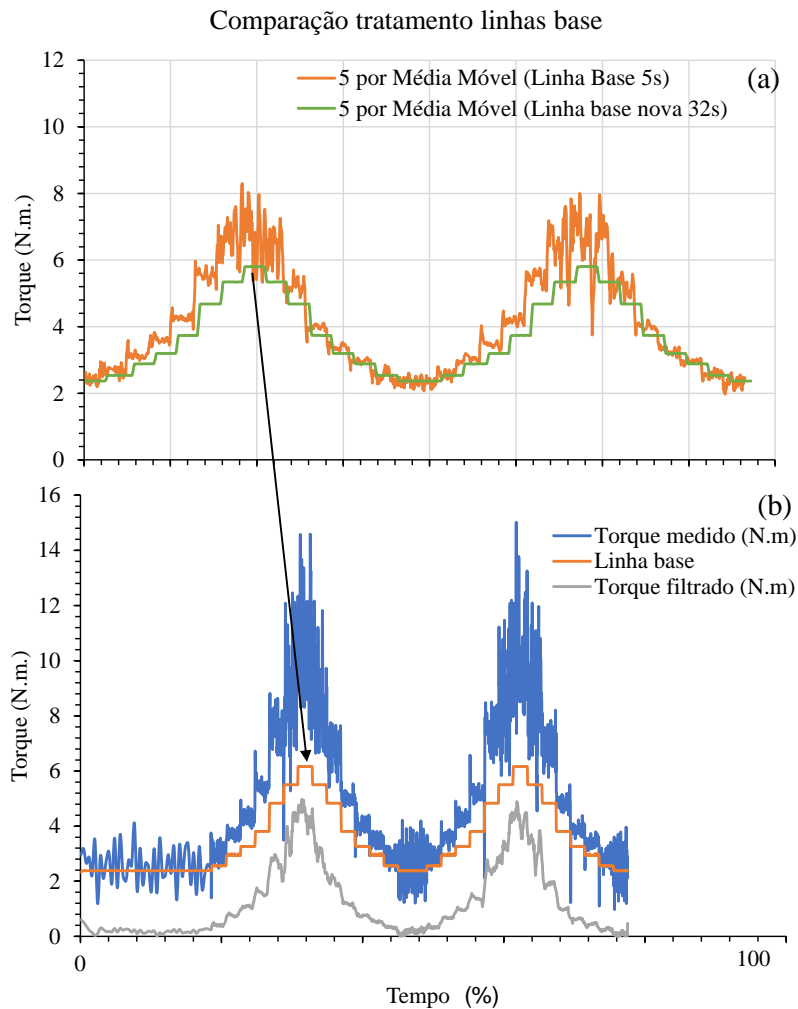 Comparação tratamento linhas base
12
10
8
6
4
2
0
Torque (N.m.)
5 por Média Móvel (Linha Base 5s)
5 por Média Móvel (Linha base nova 32s)
(a)
16
14
12
10
8
6
4
2
0
Torque (N.m.)
(b)
Torque medido (N.m)
Linha base
Torque filtrado (N.m)
0
100
Tempo (%)